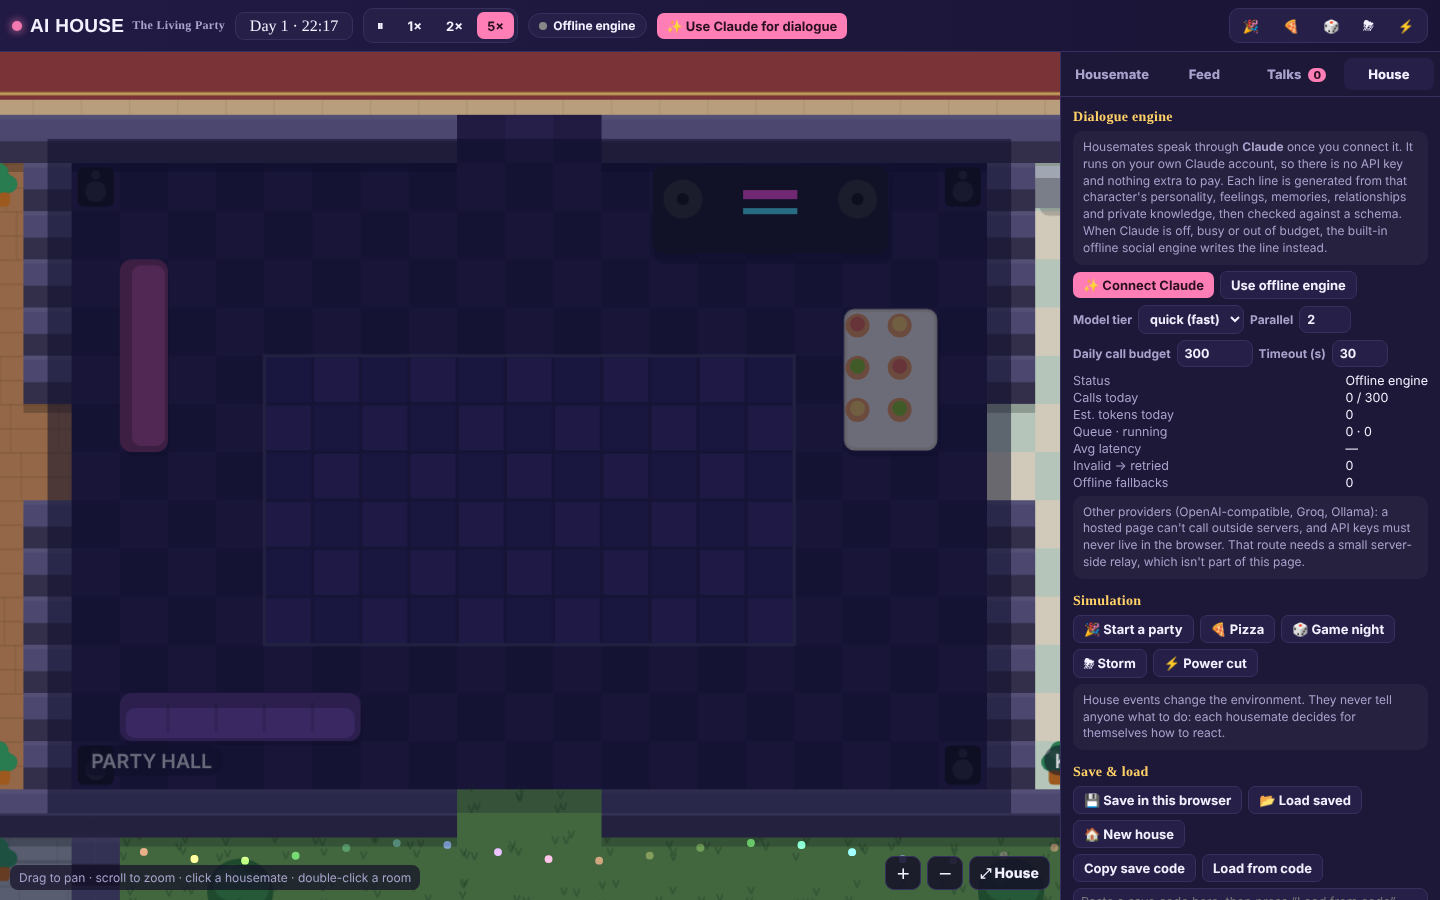 AI HOUSE The Living Party Day 1 · 22:17 1× 2× 5× Offline engine ✨ Use Claude for dialogue
Housemate Feed Talks 0 House
Dialogue engine
Housemates speak through Claude once you connect it. It
runs on your own Claude account, so there is no API key
and nothing extra to pay. Each line is generated from that
character's personality, feelings, memories, relationships
and private knowledge, then checked against a schema.
When Claude is off, busy or out of budget, the built-in
offline social engine writes the line instead.
✨ Connect Claude Use offline engine
Model tier quick (fast) Parallel 2
Daily call budget 300 Timeout (s) 30
Status Offline engine
Calls today 0 / 300
Est. tokens today 0
Queue · running 0 · 0
Avg latency —
Invalid → retried 0
Offline fallbacks 0
Other providers (OpenAI-compatible, Groq, Ollama): a
hosted page can't call outside servers, and API keys must
never live in the browser. That route needs a small server-
side relay, which isn't part of this page.
Simulation
🎉 Start a party 🍕 Pizza 🎲 Game night
⛈ Storm ⚡ Power cut
House events change the environment. They never tell
anyone what to do: each housemate decides for
themselves how to react.
Save & load
💾 Save in this browser 📂 Load saved
🏠 New house
Copy save code Load from code
Paste a save code here, then press "Load from code"
PARTY HALL
Drag to pan · scroll to zoom · click a housemate · double-click a room
+ − ⤢ House